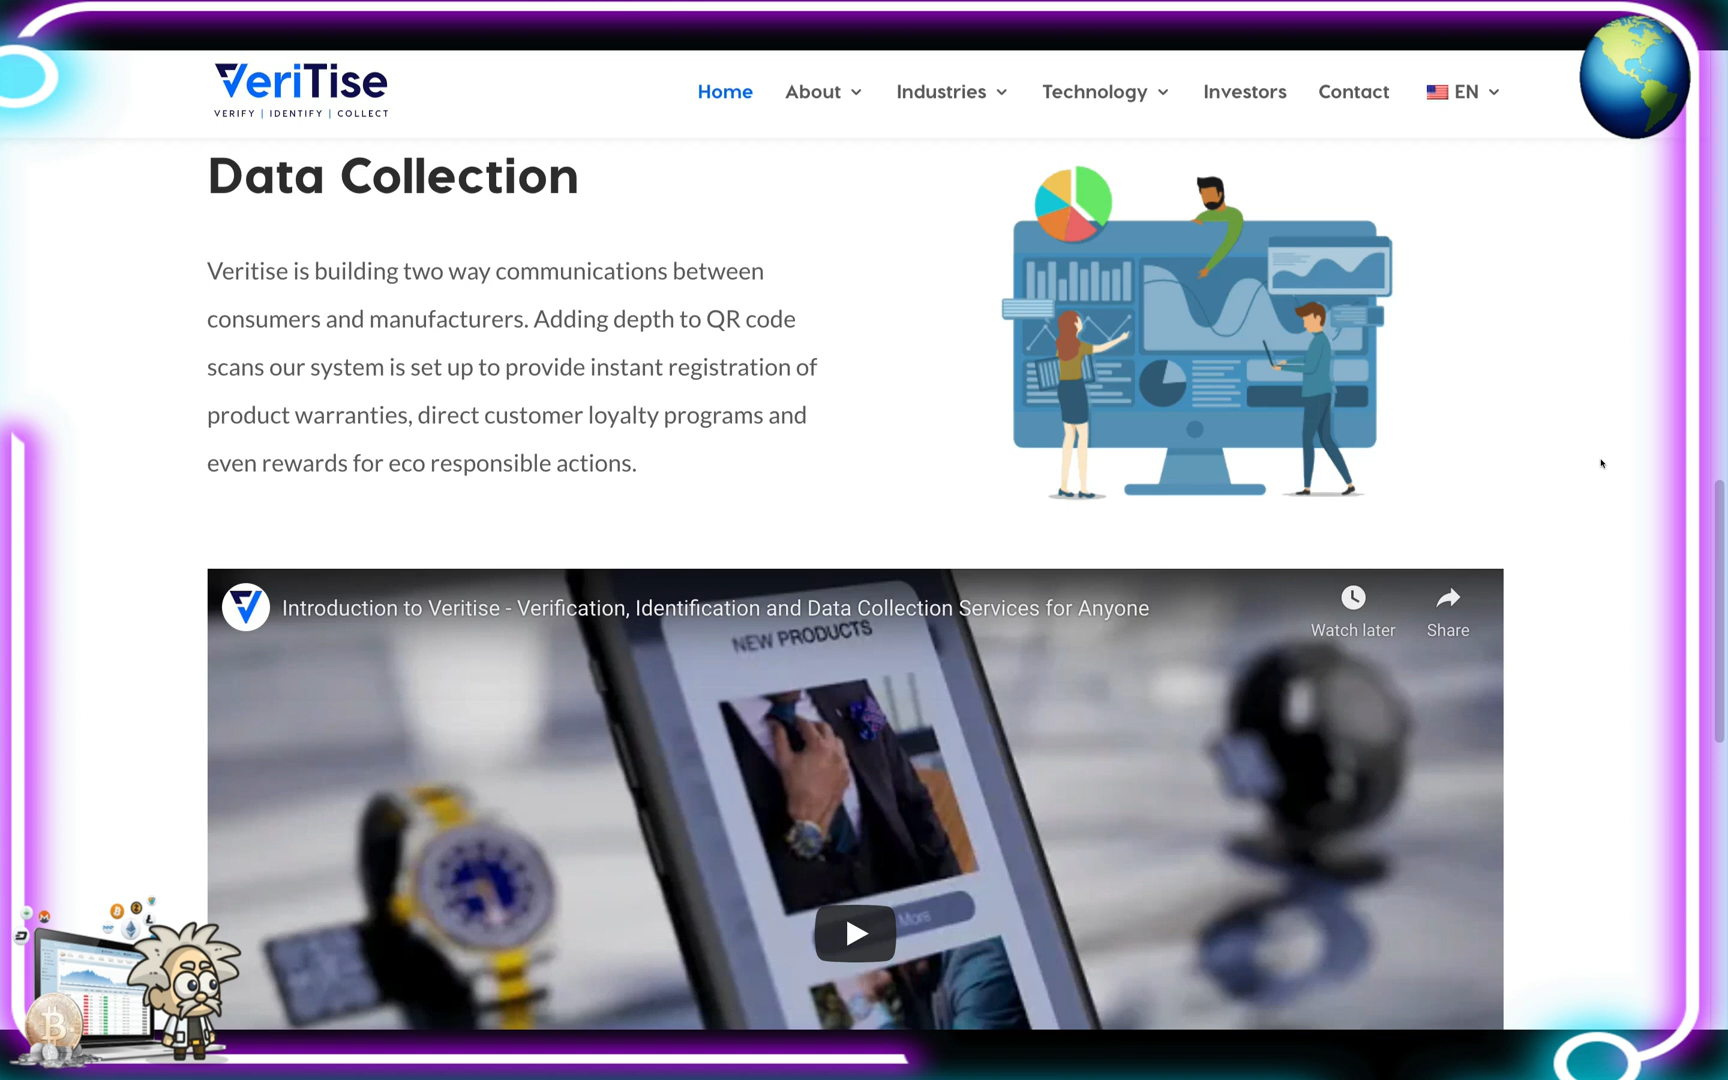 VeriTise
VERIFY | IDENTIFY | COLLECT
Home
About
Industries
Technology
Investors
Contact
EN
Data Collection
Veritise is building two way communications between
consumers and manufacturers. Adding depth to QR code
scans our system is set up to provide instant registration of
product warranties, direct customer loyalty programs and
even rewards for eco responsible actions.
Introduction to Veritise - Verification, Identification and Data Collection Services for Anyone
Watch later
Share
NEW PRODUCTS
More